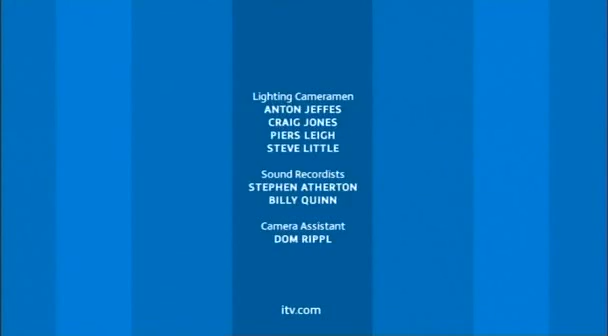 Lighting Cameramen
ANTON JEFFES
CRAIG JONES
PIERS LEIGH
STEVE LITTLE
Sound Recordists
STEPHEN ATHERTON
BILLY QUINN
Camera Assistant
DOM RIPPL
itv.com